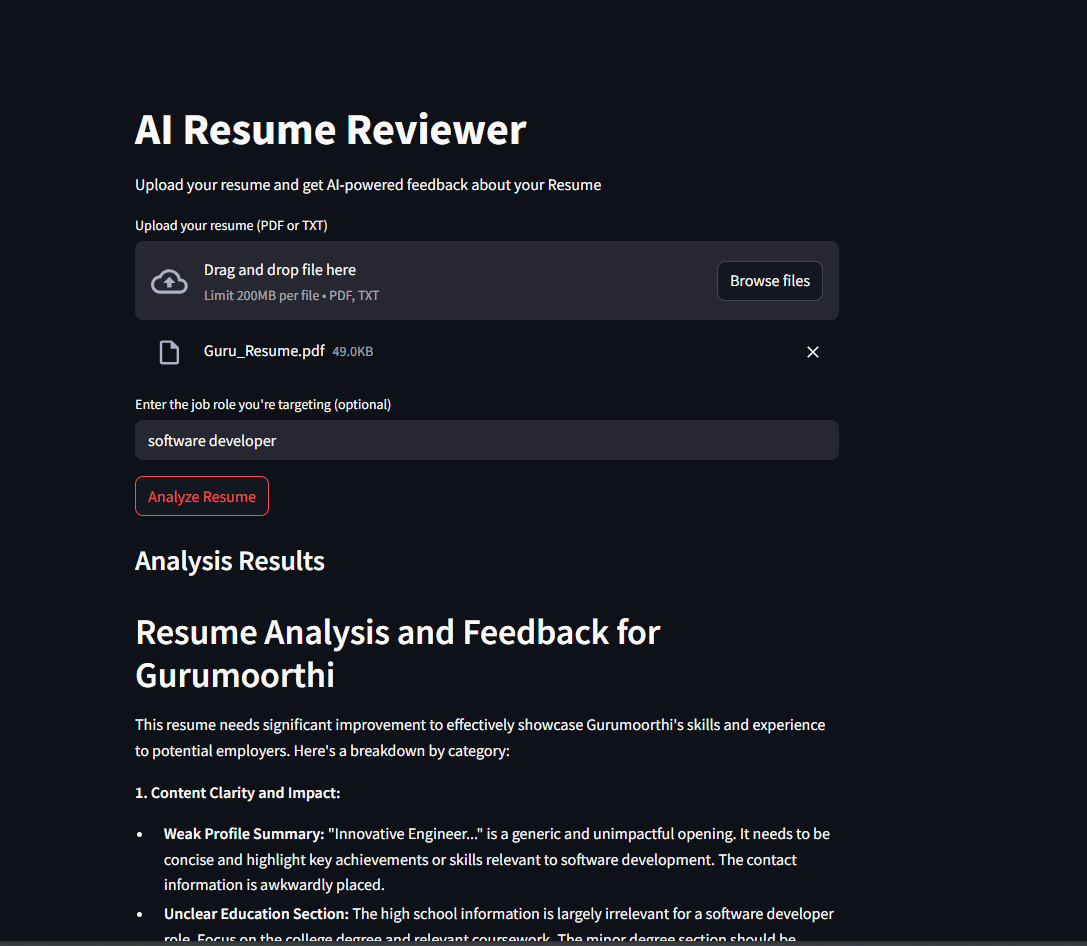 AI Resume Reviewer
Upload your resume and get AI-powered feedback about your Resume
Upload your resume (PDF or TXT)
Drag and drop file here
Limit 200MB per file • PDF, TXT
Browse files
Guru_Resume.pdf 49.0KB
Enter the job role you're targeting (optional)
software developer
Analyze Resume
Analysis Results
Resume Analysis and Feedback for
Gurumoorthi
This resume needs significant improvement to effectively showcase Gurumoorthi's skills and experience
to potential employers. Here's a breakdown by category:
1. Content Clarity and Impact:
• Weak Profile Summary: "Innovative Engineer..." is a generic and unimpactful opening. It needs to be
concise and highlight key achievements or skills relevant to software development. The contact
information is awkwardly placed.
• Unclear Education Section: The high school information is largely irrelevant for a software developer
role. Focus on the college degree and relevant coursework. The minor degree section should be